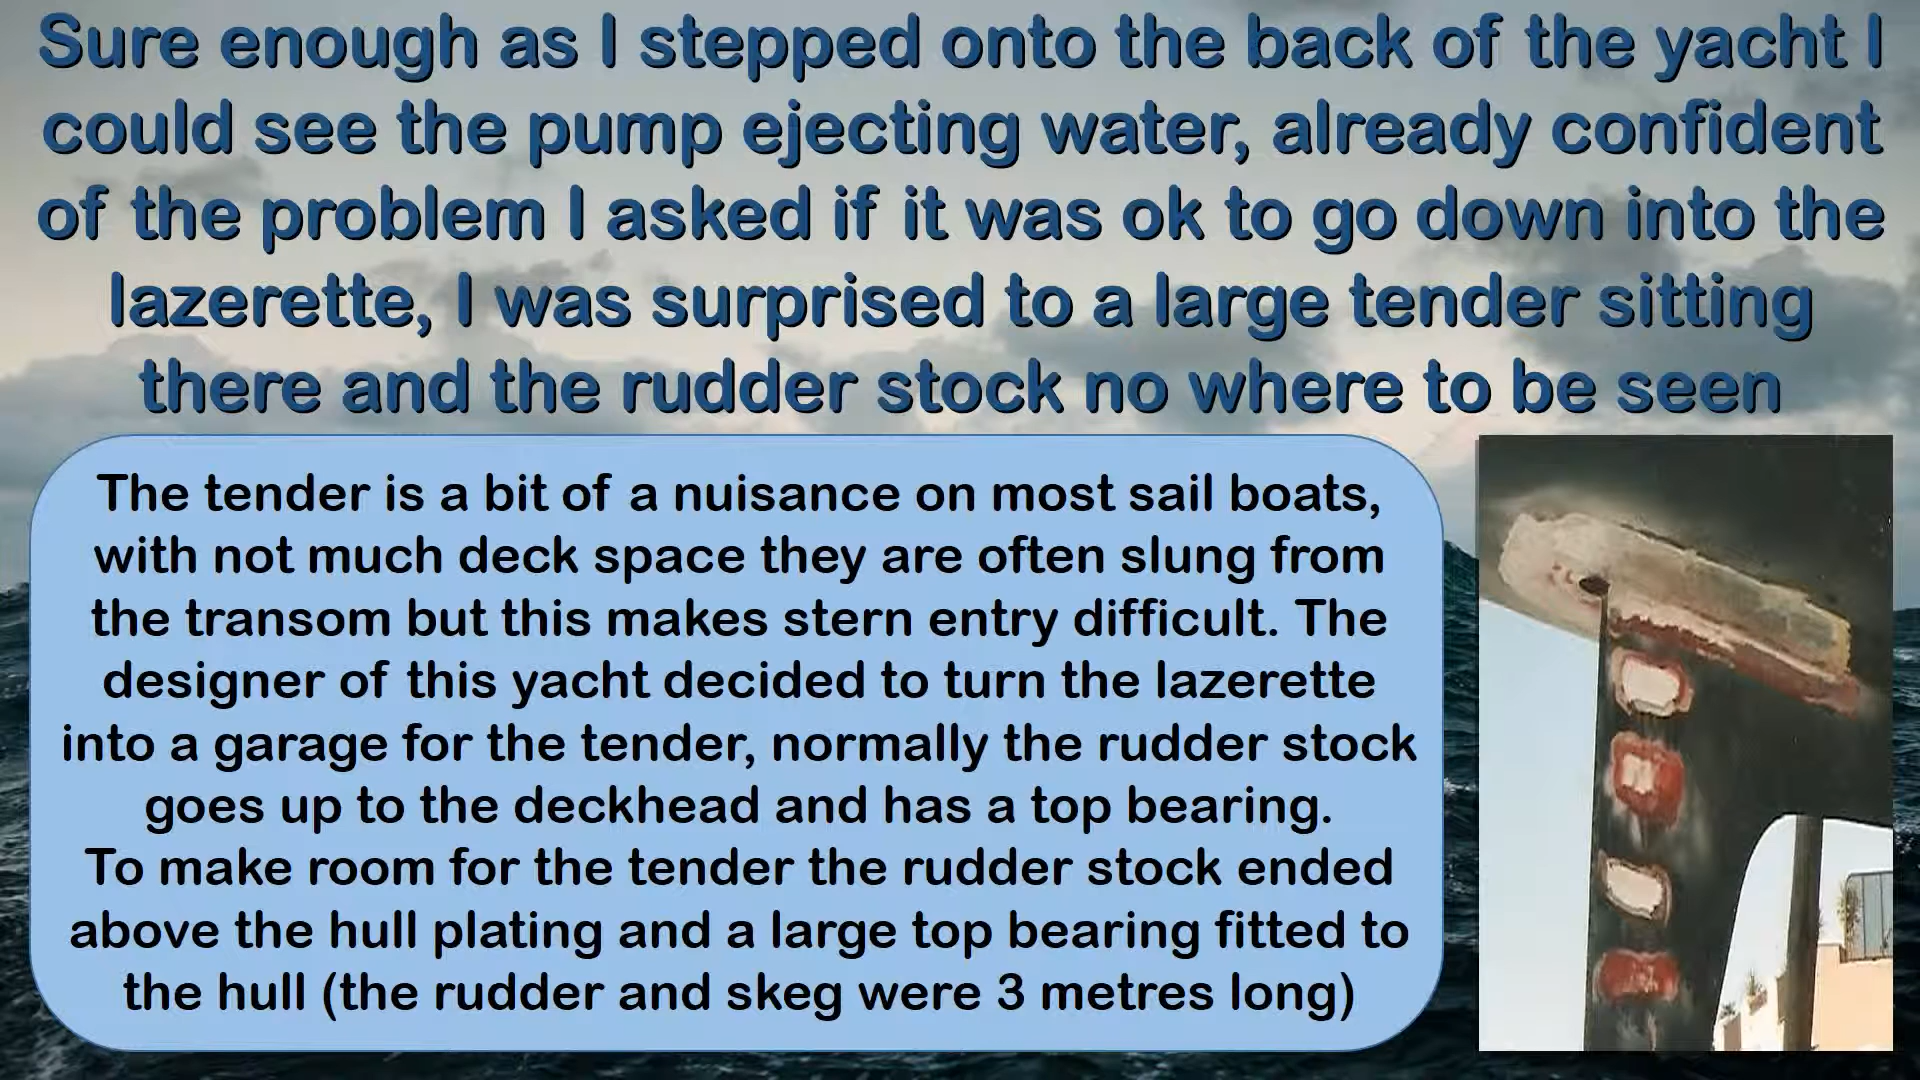 Sure enough as I stepped onto the back of the yacht I
could see the pump ejecting water, already confident
of the problem I asked if it was ok to go down into the
lazerette, I was surprised to a large tender sitting
there and the rudder stock no where to be seen
The tender is a bit of a nuisance on most sail boats,
with not much deck space they are often slung from
the transom but this makes stern entry difficult. The
designer of this yacht decided to turn the lazerette
into a garage for the tender, normally the rudder stock
goes up to the deckhead and has a top bearing.
To make room for the tender the rudder stock ended
above the hull plating and a large top bearing fitted to
the hull (the rudder and skeg were 3 metres long)